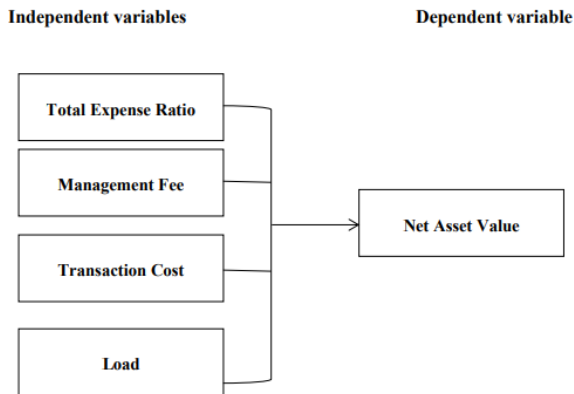 Independent variables
Dependent variable
Total Expense Ratio
Management Fee
Net Asset Value
Transaction Cost
Load